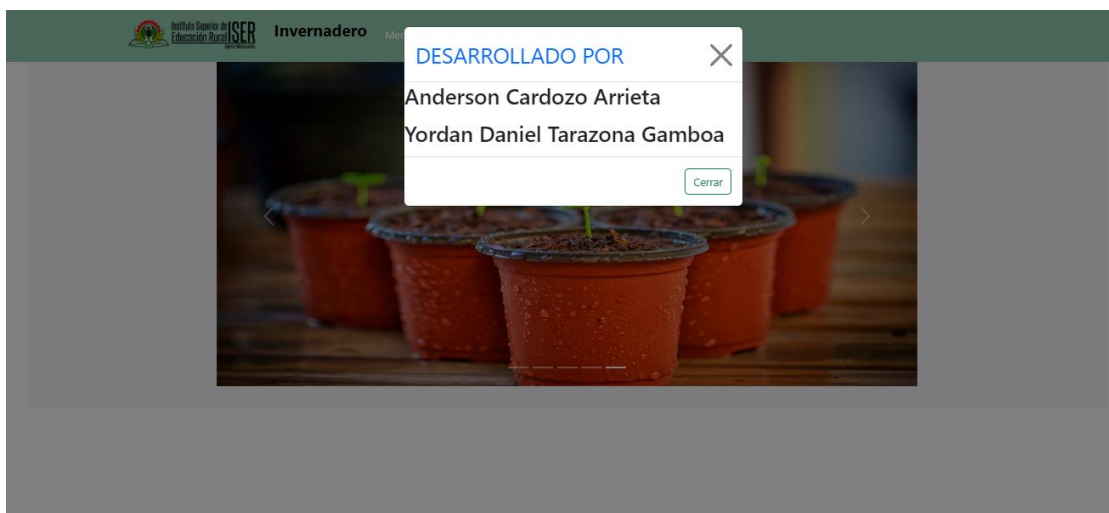 Instituto Superior de
Educación Rural ISER
Invernadero
DESARROLLADO POR
Anderson Cardozo Arrieta
Yordan Daniel Tarazona Gamboa
Cerrar